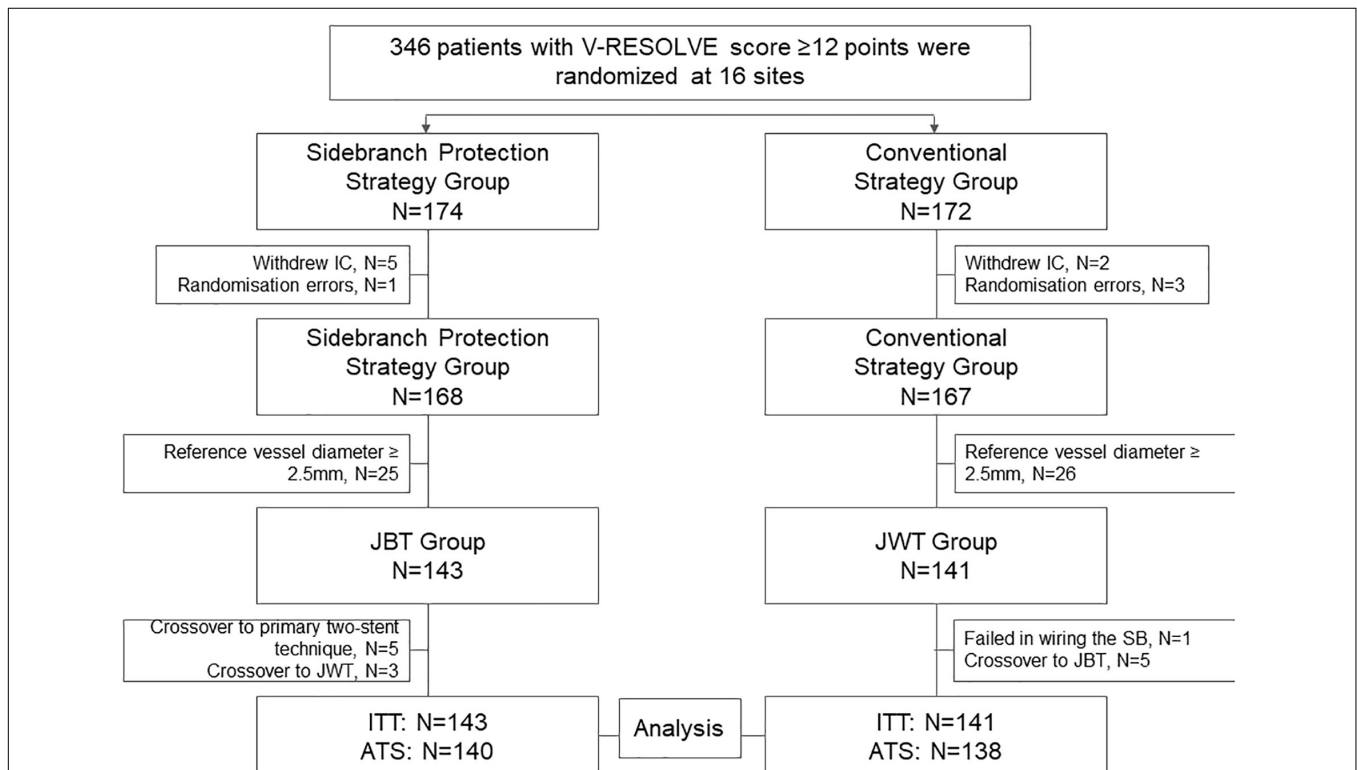 346 patients with V-RESOLVE score ≥12 points were
randomized at 16 sites
Sidebranch Protection
Strategy Group
N=174
Conventional
Strategy Group
N=172
Withdrew IC, N=5
Randomisation errors, N=1
Withdrew IC, N=2
Randomisation errors, N=3
Sidebranch Protection
Strategy Group
N=168
Conventional
Strategy Group
N=167
Reference vessel diameter ≥
2.5mm, N=25
Reference vessel diameter ≥
2.5mm, N=26
JBT Group
N=143
JWT Group
N=141
Crossover to primary two-stent
technique, N=5
Crossover to JWT, N=3
Failed in wiring the SB, N=1
Crossover to JBT, N=5
ITT: N=143
ATS: N=140
Analysis
ITT: N=141
ATS: N=138